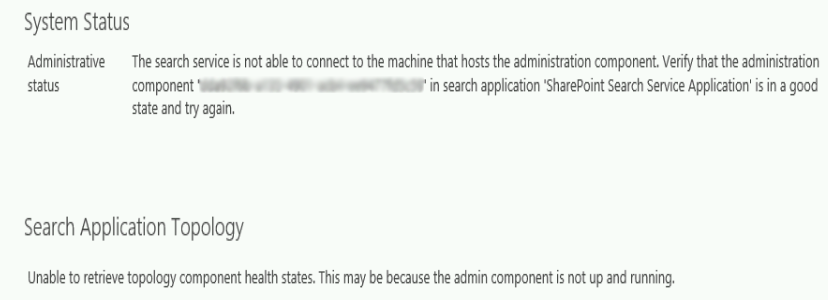 System Status
Administrative status
The search service is not able to connect to the machine that hosts the administration component. Verify that the administration
component '' in search application 'SharePoint Search Service Application' is in a good
state and try again.
Search Application Topology
Unable to retrieve topology component health states. This may be because the admin component is not up and running.